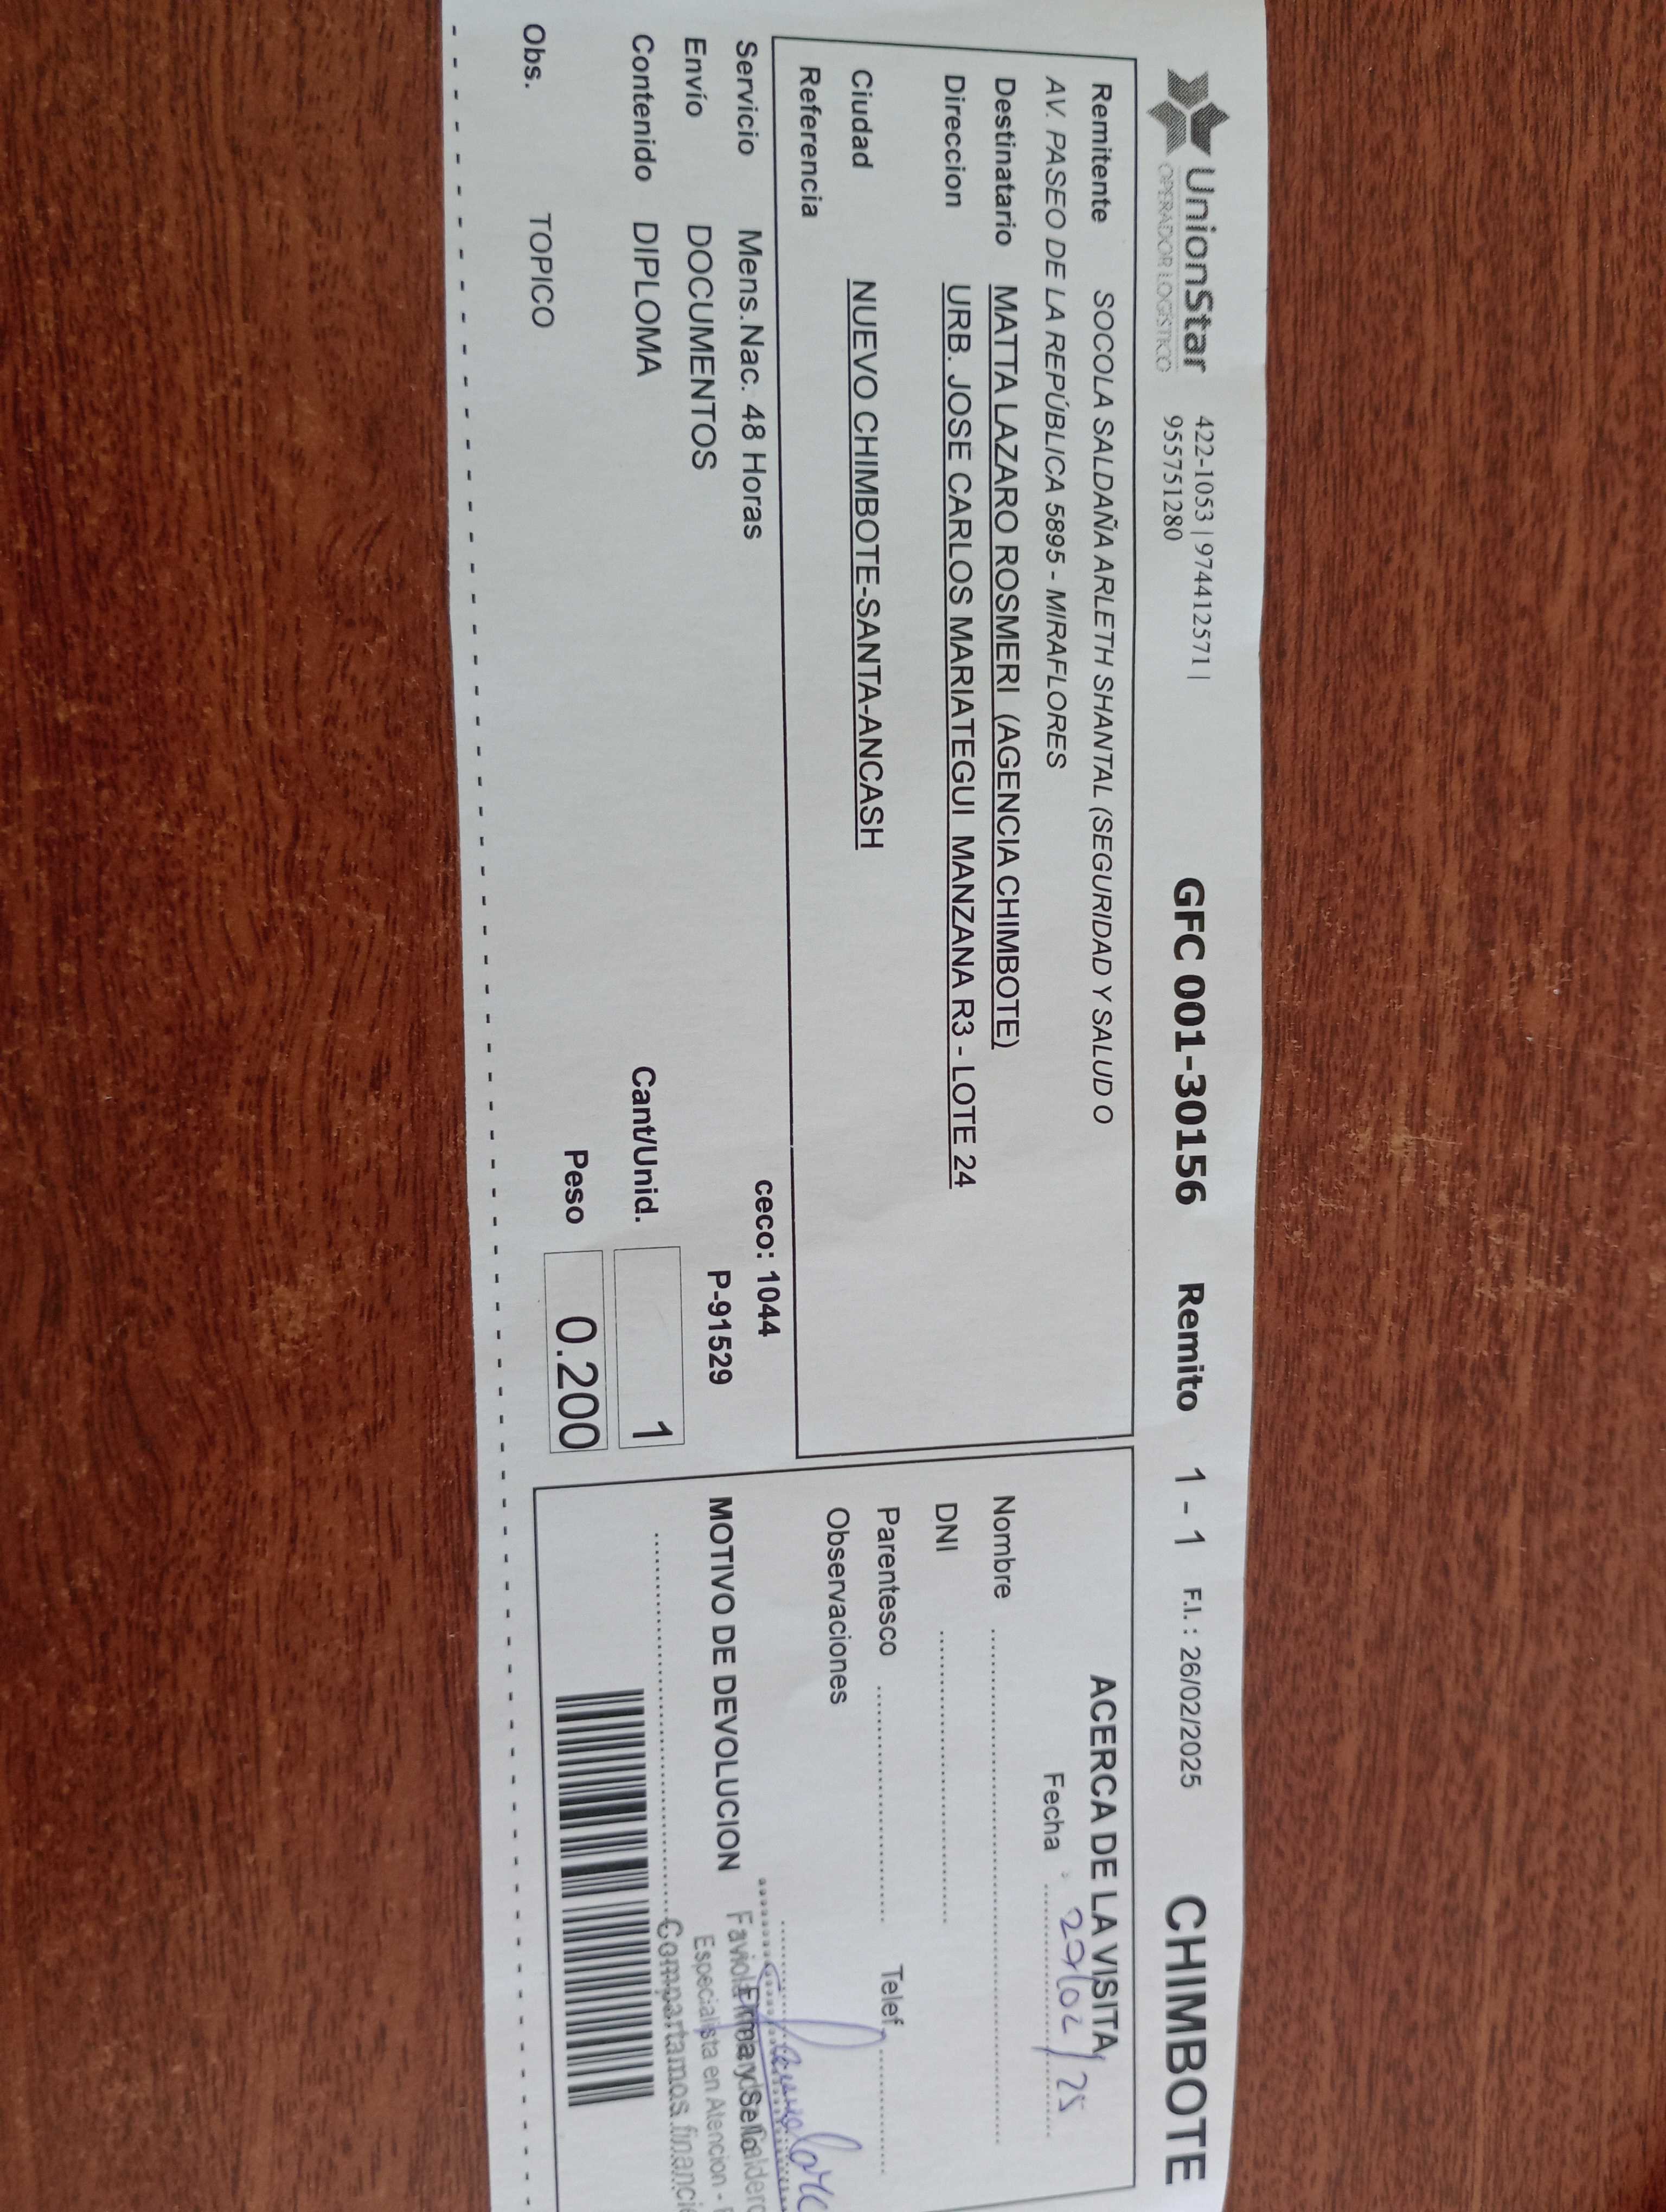 UnionStar
OPERADOR LOGÍSTICO
422-1053 | 974412571 |
955751280
GFC 001-30156 Remito 1 - 1 F.I. : 26/02/2025 CHIMBOTE
Remitente SOCOLA SALDAÑA ARLETH SHANTAL (SEGURIDAD Y SALUD O
AV. PASEO DE LA REPÚBLICA 5895 - MIRAFLORES
Destinatario MATTA LAZARO ROSMERI (AGENCIA CHIMBOTE)
Direccion URB. JOSE CARLOS MARIATEGUI MANZANA R3 - LOTE 24
Ciudad NUEVO CHIMBOTE-SANTA-ANCASH
Referencia
Servicio Mens.Nac. 48 Horas
ceco: 1044
Envío DOCUMENTOS
P-91529
Contenido DIPLOMA
Cant/Unid. 1
Peso 0.200
Obs. TOPICO
ACERCA DE LA VISITA
Fecha : 27/02/25
Nombre
DNI
Parentesco Telef.
Observaciones
MOTIVO DE DEVOLUCION
Firma y Sello
Especialista en Atencion -
Compartamos financi